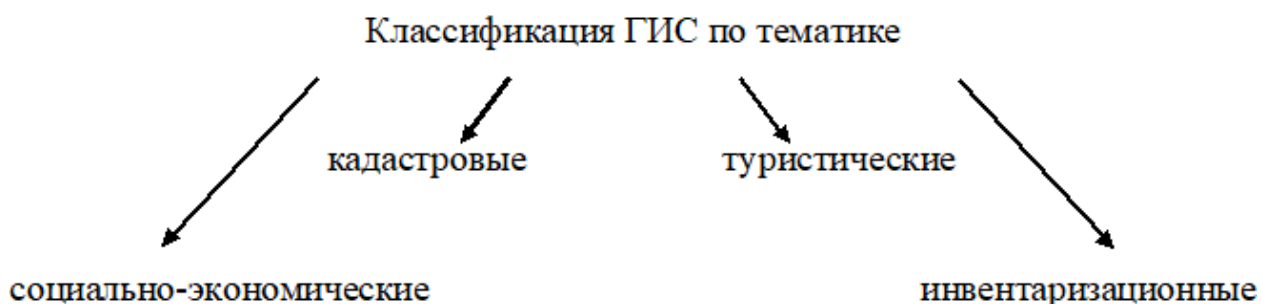 Классификация ГИС по тематике
кадастровые туристические
социально-экономические инвентаризационные